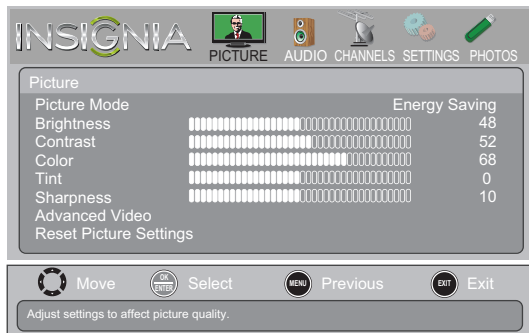 INSIGNIA
PICTURE AUDIO CHANNELS SETTINGS PHOTOS
Picture
Picture Mode Energy Saving
Brightness 48
Contrast 52
Color 68
Tint 0
Sharpness 10
Advanced Video
Reset Picture Settings
Move OK ENTER Select MENU Previous EXIT Exit
Adjust settings to affect picture quality.